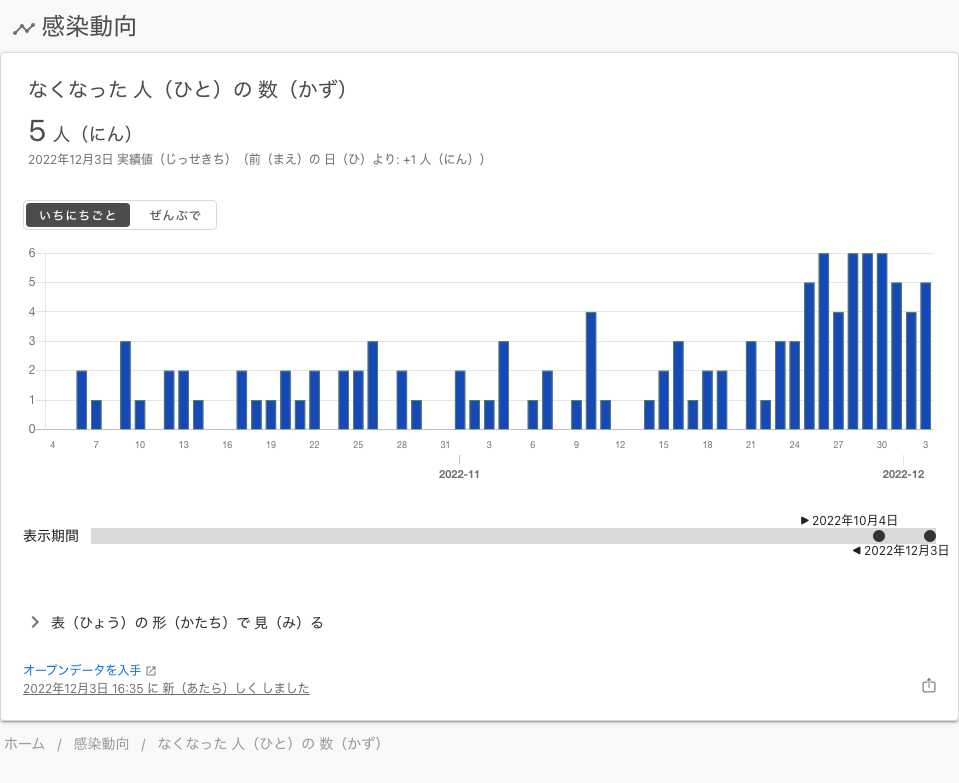 感染動向
なくなった 人（ひと）の 数（かず）
5 人（にん）
2022年12月3日 実績値（じっせきち）（前（まえ）の 日（ひ）より: +1 人（にん））
いちにちごと ぜんぶで
6
5
4
3
2
1
0
4 7 10 13 16 19 22 25 28 31 3 6 9 12 15 18 21 24 27 30 3
2022-11 2022-12
▶ 2022年10月4日
表示期間
◀ 2022年12月3日
表（ひょう）の 形（かたち）で 見（み）る
オープンデータを入手
2022年12月3日 16:35 に 新（あたら）しく しました
ホーム / 感染動向 / なくなった 人（ひと）の 数（かず）